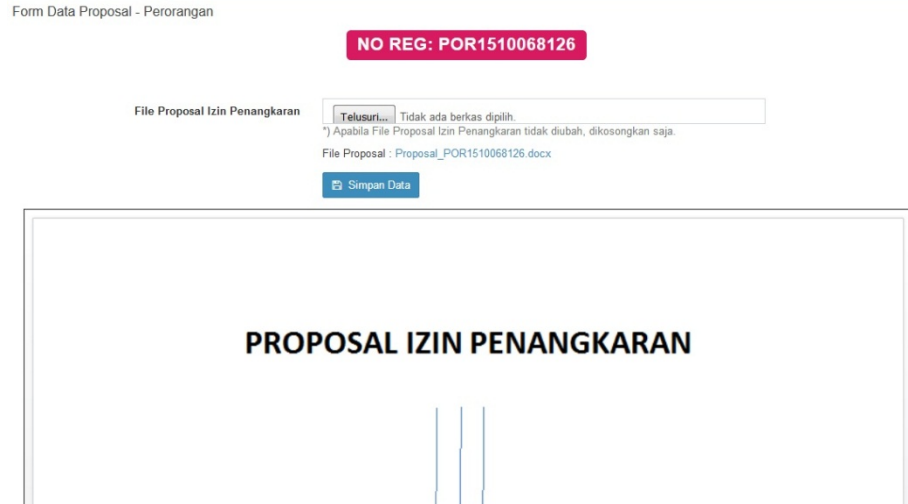 Form Data Proposal - Perorangan
NO REG: POR1510068126
File Proposal Izin Penangkaran
Telusuri... Tidak ada berkas dipilih.
*) Apabila File Proposal Izin Penangkaran tidak diubah, dikosongkan saja.
File Proposal : Proposal_POR1510068126.docx
Simpan Data
PROPOSAL IZIN PENANGKARAN